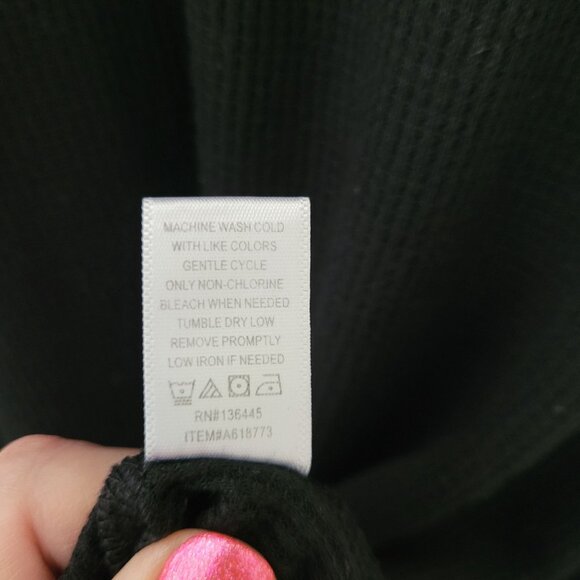 MACHINE WASH COLD
WITH LIKE COLORS
GENTLE CYCLE
ONLY NON-CHLORINE
BLEACH WHEN NEEDED
TUMBLE DRY LOW
REMOVE PROMPTLY
LOW IRON IF NEEDED
RN#136445
ITEM#A618773